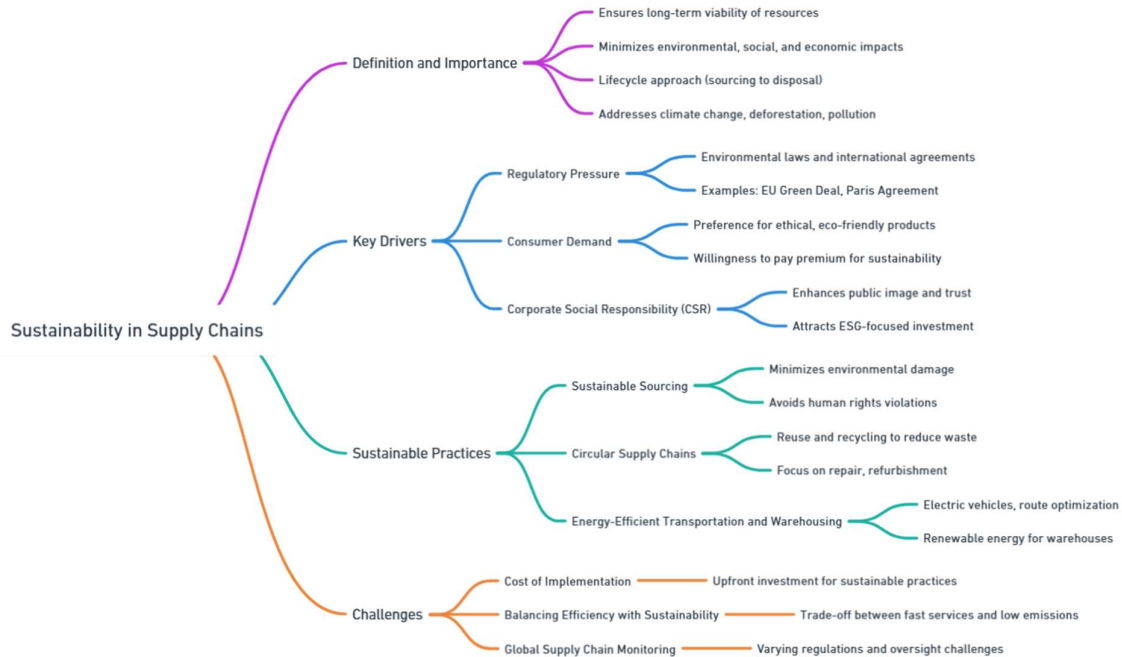 Sustainability in Supply Chains
Definition and Importance
Ensures long-term viability of resources
Minimizes environmental, social, and economic impacts
Lifecycle approach (sourcing to disposal)
Addresses climate change, deforestation, pollution
Key Drivers
Regulatory Pressure
Environmental laws and international agreements
Examples: EU Green Deal, Paris Agreement
Consumer Demand
Preference for ethical, eco-friendly products
Willingness to pay premium for sustainability
Corporate Social Responsibility (CSR)
Enhances public image and trust
Attracts ESG-focused investment
Sustainable Practices
Sustainable Sourcing
Minimizes environmental damage
Avoids human rights violations
Circular Supply Chains
Reuse and recycling to reduce waste
Focus on repair, refurbishment
Energy-Efficient Transportation and Warehousing
Electric vehicles, route optimization
Renewable energy for warehouses
Challenges
Cost of Implementation
Upfront investment for sustainable practices
Balancing Efficiency with Sustainability
Trade-off between fast services and low emissions
Global Supply Chain Monitoring
Varying regulations and oversight challenges